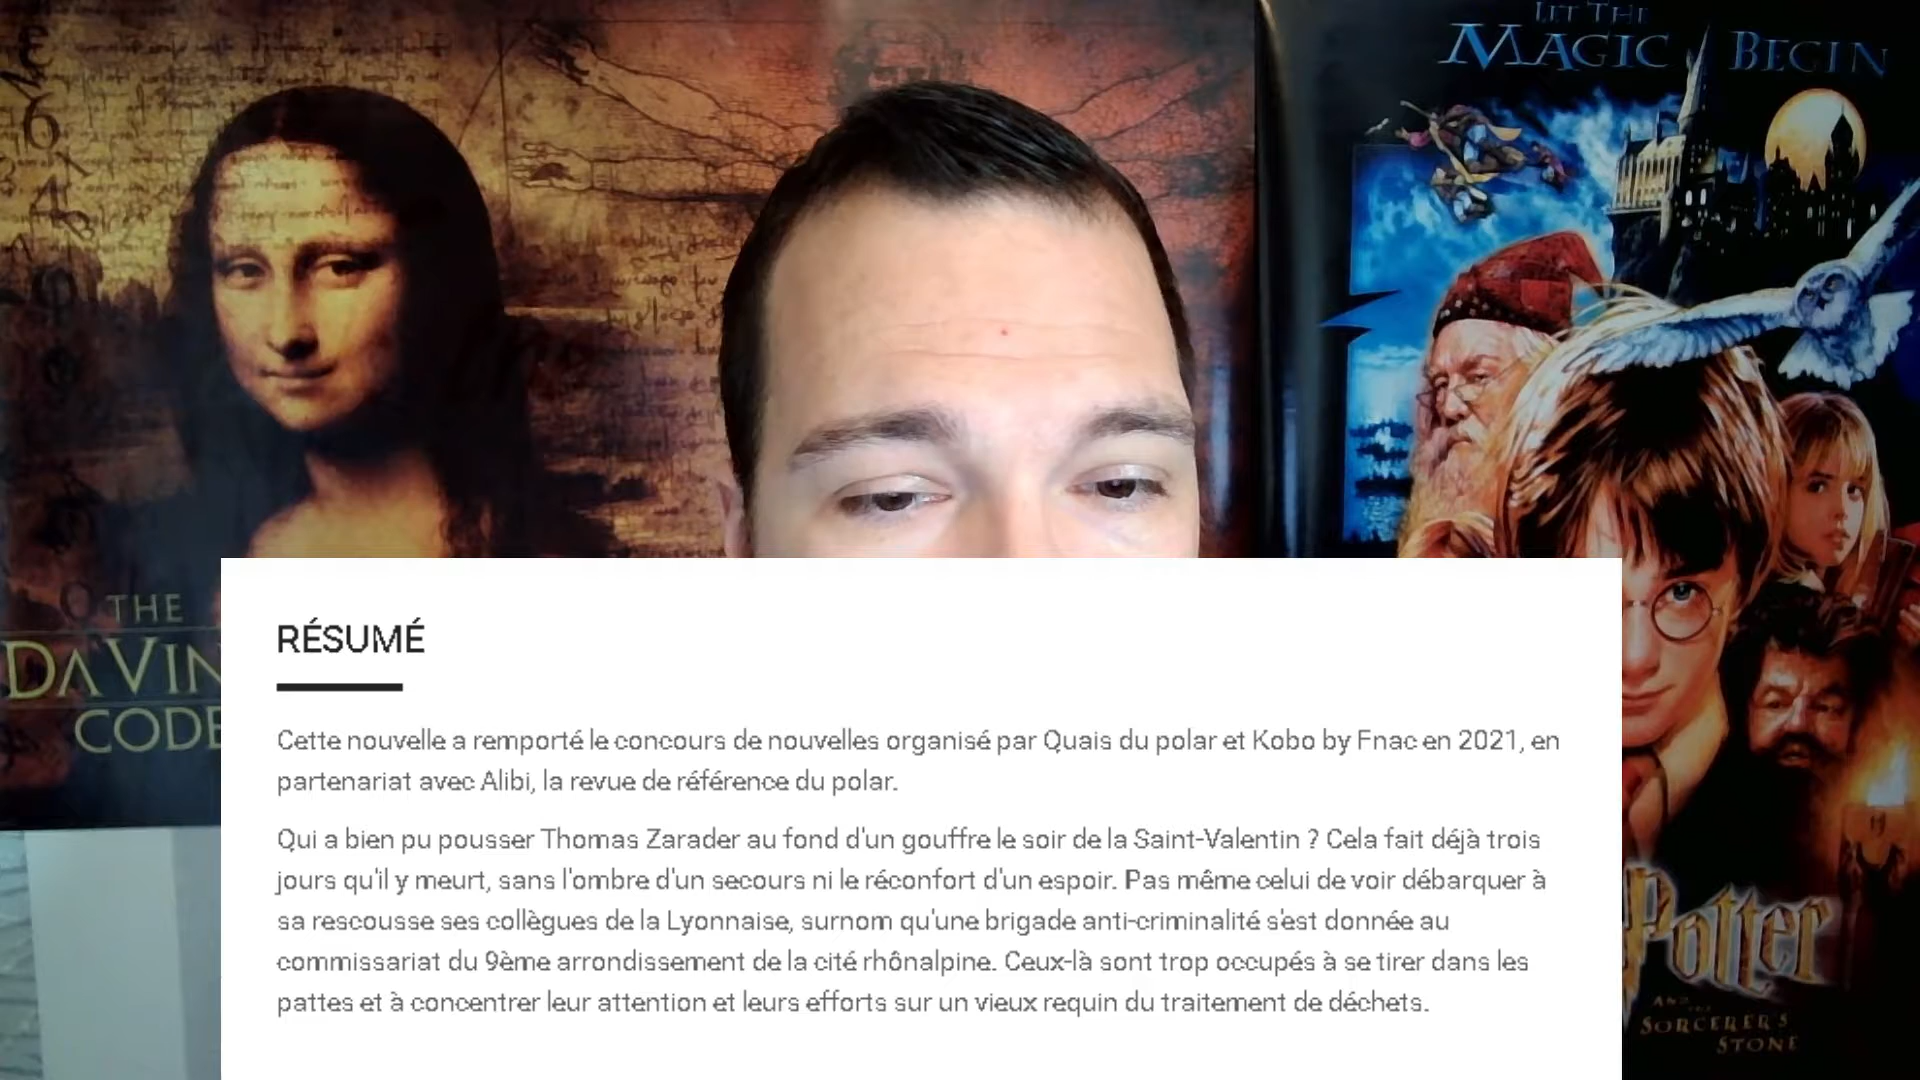 LET THE
MAGIC BEGIN
THE
DA VIN
CODE
RÉSUMÉ
Cette nouvelle a remporté le concours de nouvelles organisé par Quais du polar et Kobo by Fnac en 2021, en
partenariat avec Alibi, la revue de référence du polar.
Qui a bien pu pousser Thomas Zarader au fond d'un gouffre le soir de la Saint-Valentin ? Cela fait déjà trois
jours qu'il y meurt, sans l'ombre d'un secours ni le réconfort d'un espoir. Pas même celui de voir débarquer à
sa rescousse ses collègues de la Lyonnaise, surnom qu'une brigade anti-criminalité s'est donnée au
commissariat du 9ème arrondissement de la cité rhônalpine. Ceux-là sont trop occupés à se tirer dans les
pattes et à concentrer leur attention et leurs efforts sur un vieux requin du traitement de déchets.
Potter
AND THE
SORCERER'S
STONE